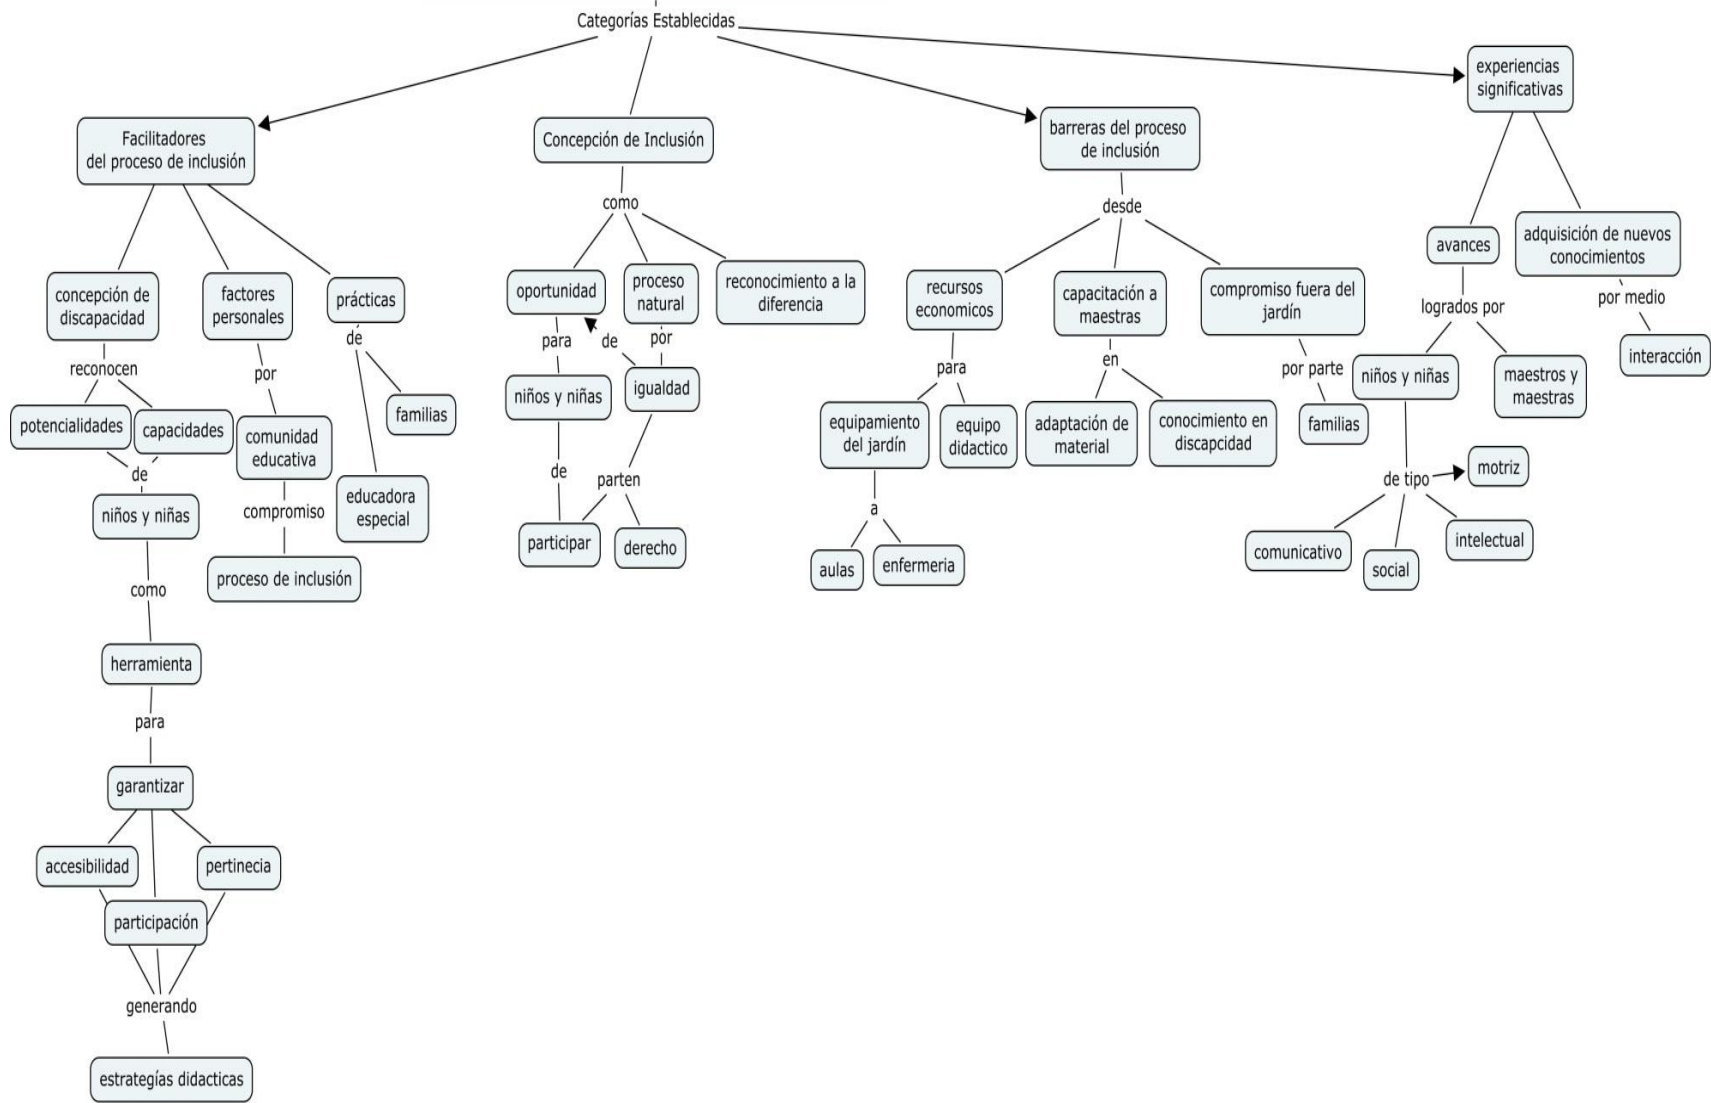 Categorías Establecidas
Facilitadores
del proceso de inclusión
concepción de
discapacidad
reconocen
potencialidades
capacidades
de
niños y niñas
como
herramienta
para
garantizar
accesibilidad
pertinecia
participación
generando
estrategías didacticas
factores
personales
por
comunidad
educativa
compromiso
proceso de inclusión
prácticas
de
familias
educadora
especial
Concepción de Inclusión
como
oportunidad
para
niños y niñas
de
participar
proceso
natural
por
de
igualdad
parten
derecho
reconocimiento a la
diferencia
barreras del proceso
de inclusión
desde
recursos
economicos
para
equipamiento
del jardín
equipo
didactico
a
aulas
enfermeria
capacitación a
maestras
en
adaptación de
material
conocimiento en
discapcidad
compromiso fuera del
jardín
por parte
familias
experiencias
significativas
avances
logrados por
niños y niñas
maestros y
maestras
de tipo
motriz
comunicativo
social
intelectual
adquisición de nuevos
conocimientos
por medio
interacción